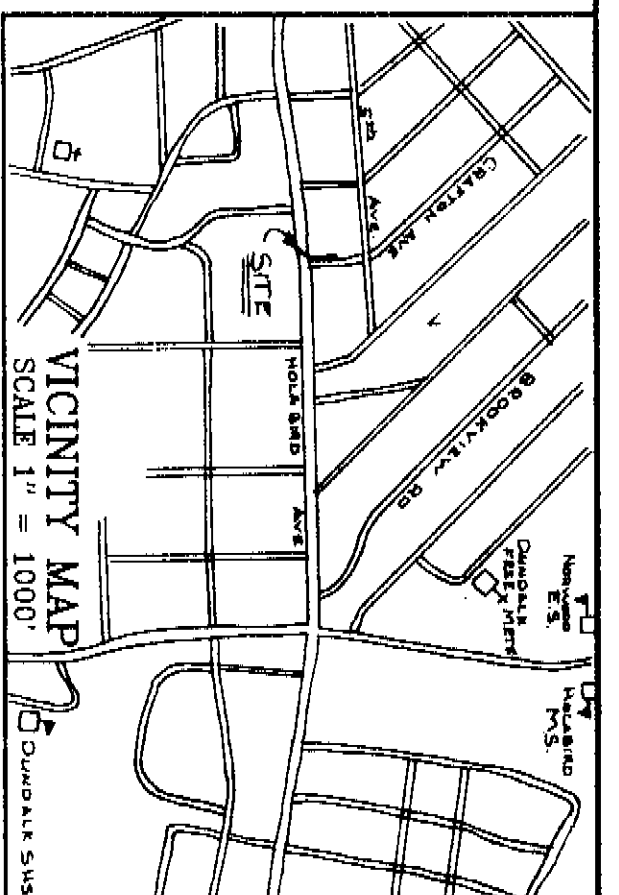 5th AVE.
CRAFTON AVE
SITE
HOLABIRD AVE
BROOKVIEW RD
DUNDALK
FREE
METH
NORWOOD
E.S.
HOLABIRD
M.S.
VICINITY MAP
SCALE 1" = 1000'
DUNDALK SHS